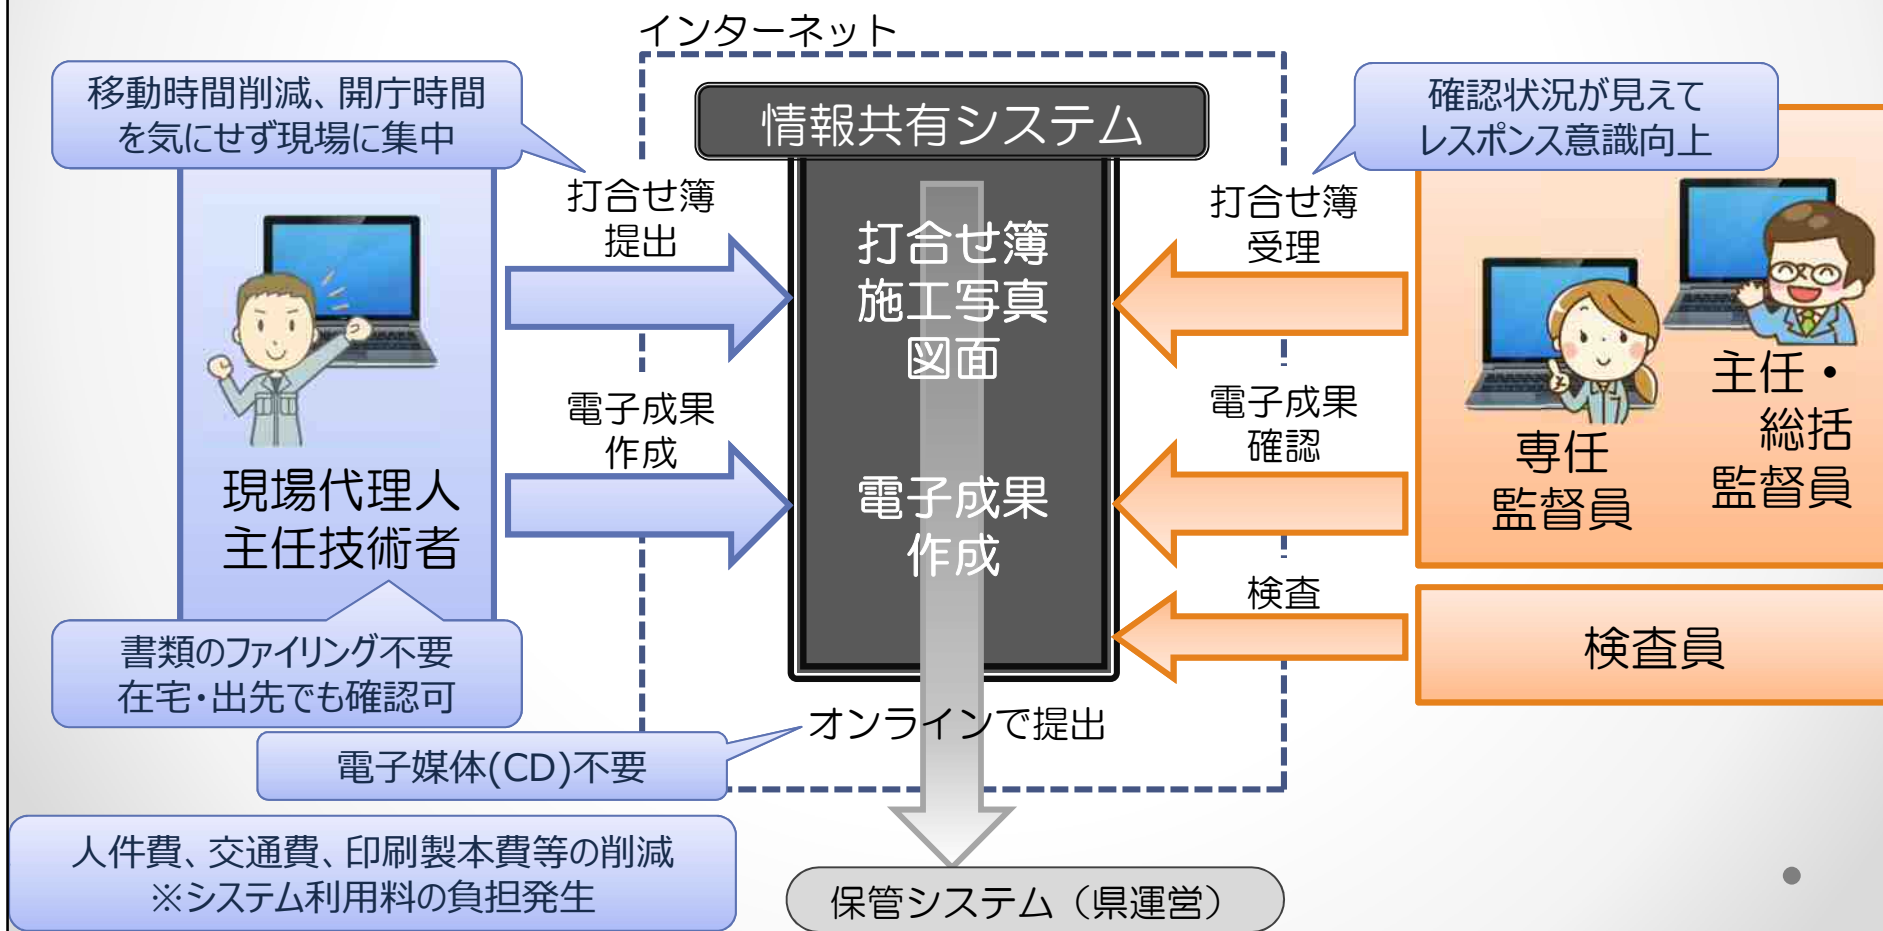 インターネット
移動時間削減、開庁時間
を気にせず現場に集中
情報共有システム
確認状況が見えて
レスポンス意識向上
打合せ簿
提出
打合せ簿
施工写真
図面
打合せ簿
受理
電子成果
作成
電子成果
作成
電子成果
確認
現場代理人
主任技術者
専任
監督員
主任・
総括
監督員
検査
検査員
書類のファイリング不要
在宅・出先でも確認可
オンラインで提出
電子媒体(CD)不要
人件費、交通費、印刷製本費等の削減
※システム利用料の負担発生
保管システム（県運営）